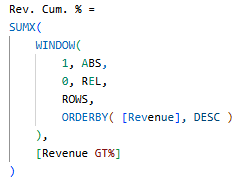 Rev. Cum. % =
SUMX(
    WINDOW(
        1, ABS,
        0, REL,
        ROWS,
        ORDERBY( [Revenue], DESC )
    ),
    [Revenue GT%]
)